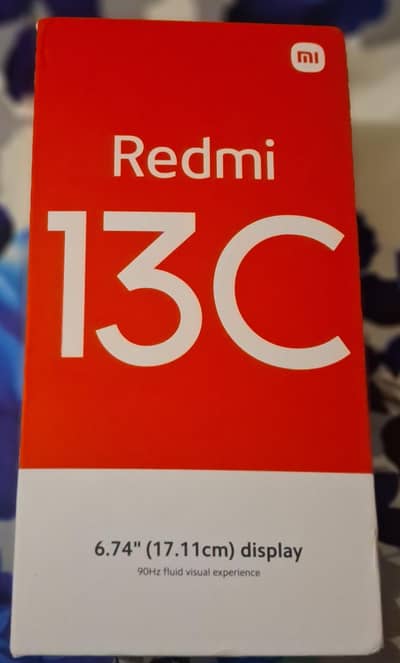 mi
Redmi
13C
6.74" (17.11cm) display
90Hz fluid visual experience